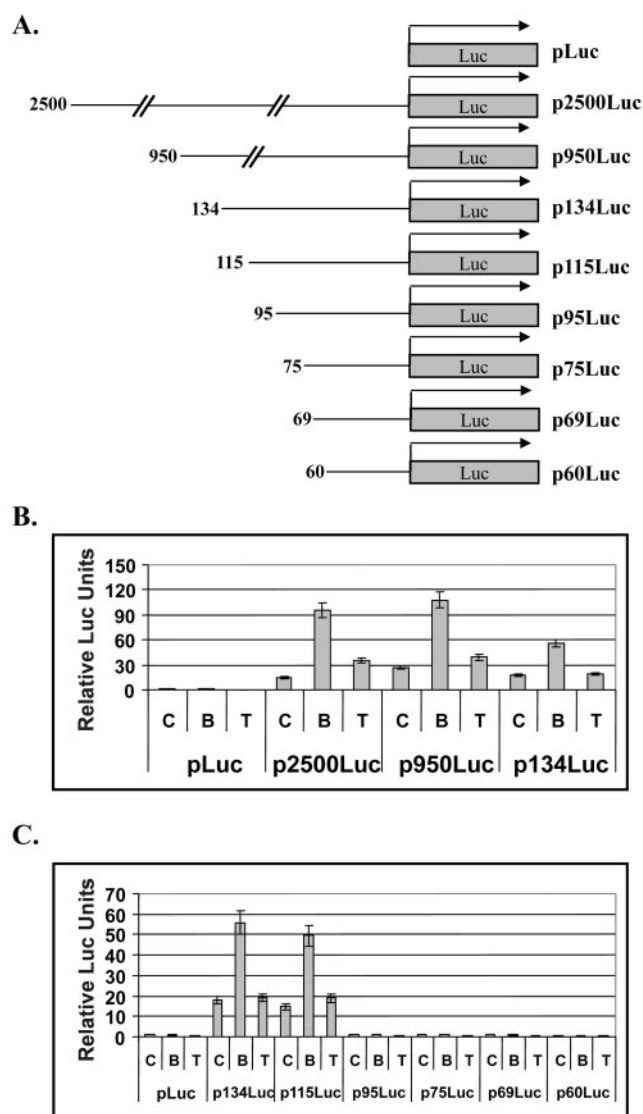 A.
Luc pLuc
2500 Luc p2500Luc
950 Luc p950Luc
134 Luc p134Luc
115 Luc p115Luc
95 Luc p95Luc
75 Luc p75Luc
69 Luc p69Luc
60 Luc p60Luc
B.
Relative Luc Units
150
120
90
60
30
0
C B T C B T C B T C B T
pLuc p2500Luc p950Luc p134Luc
C.
Relative Luc Units
70
60
50
40
30
20
10
0
C B T C B T C B T C B T C B T C B T C B T
pLuc p134Luc p115Luc p95Luc p75Luc p69Luc p60Luc